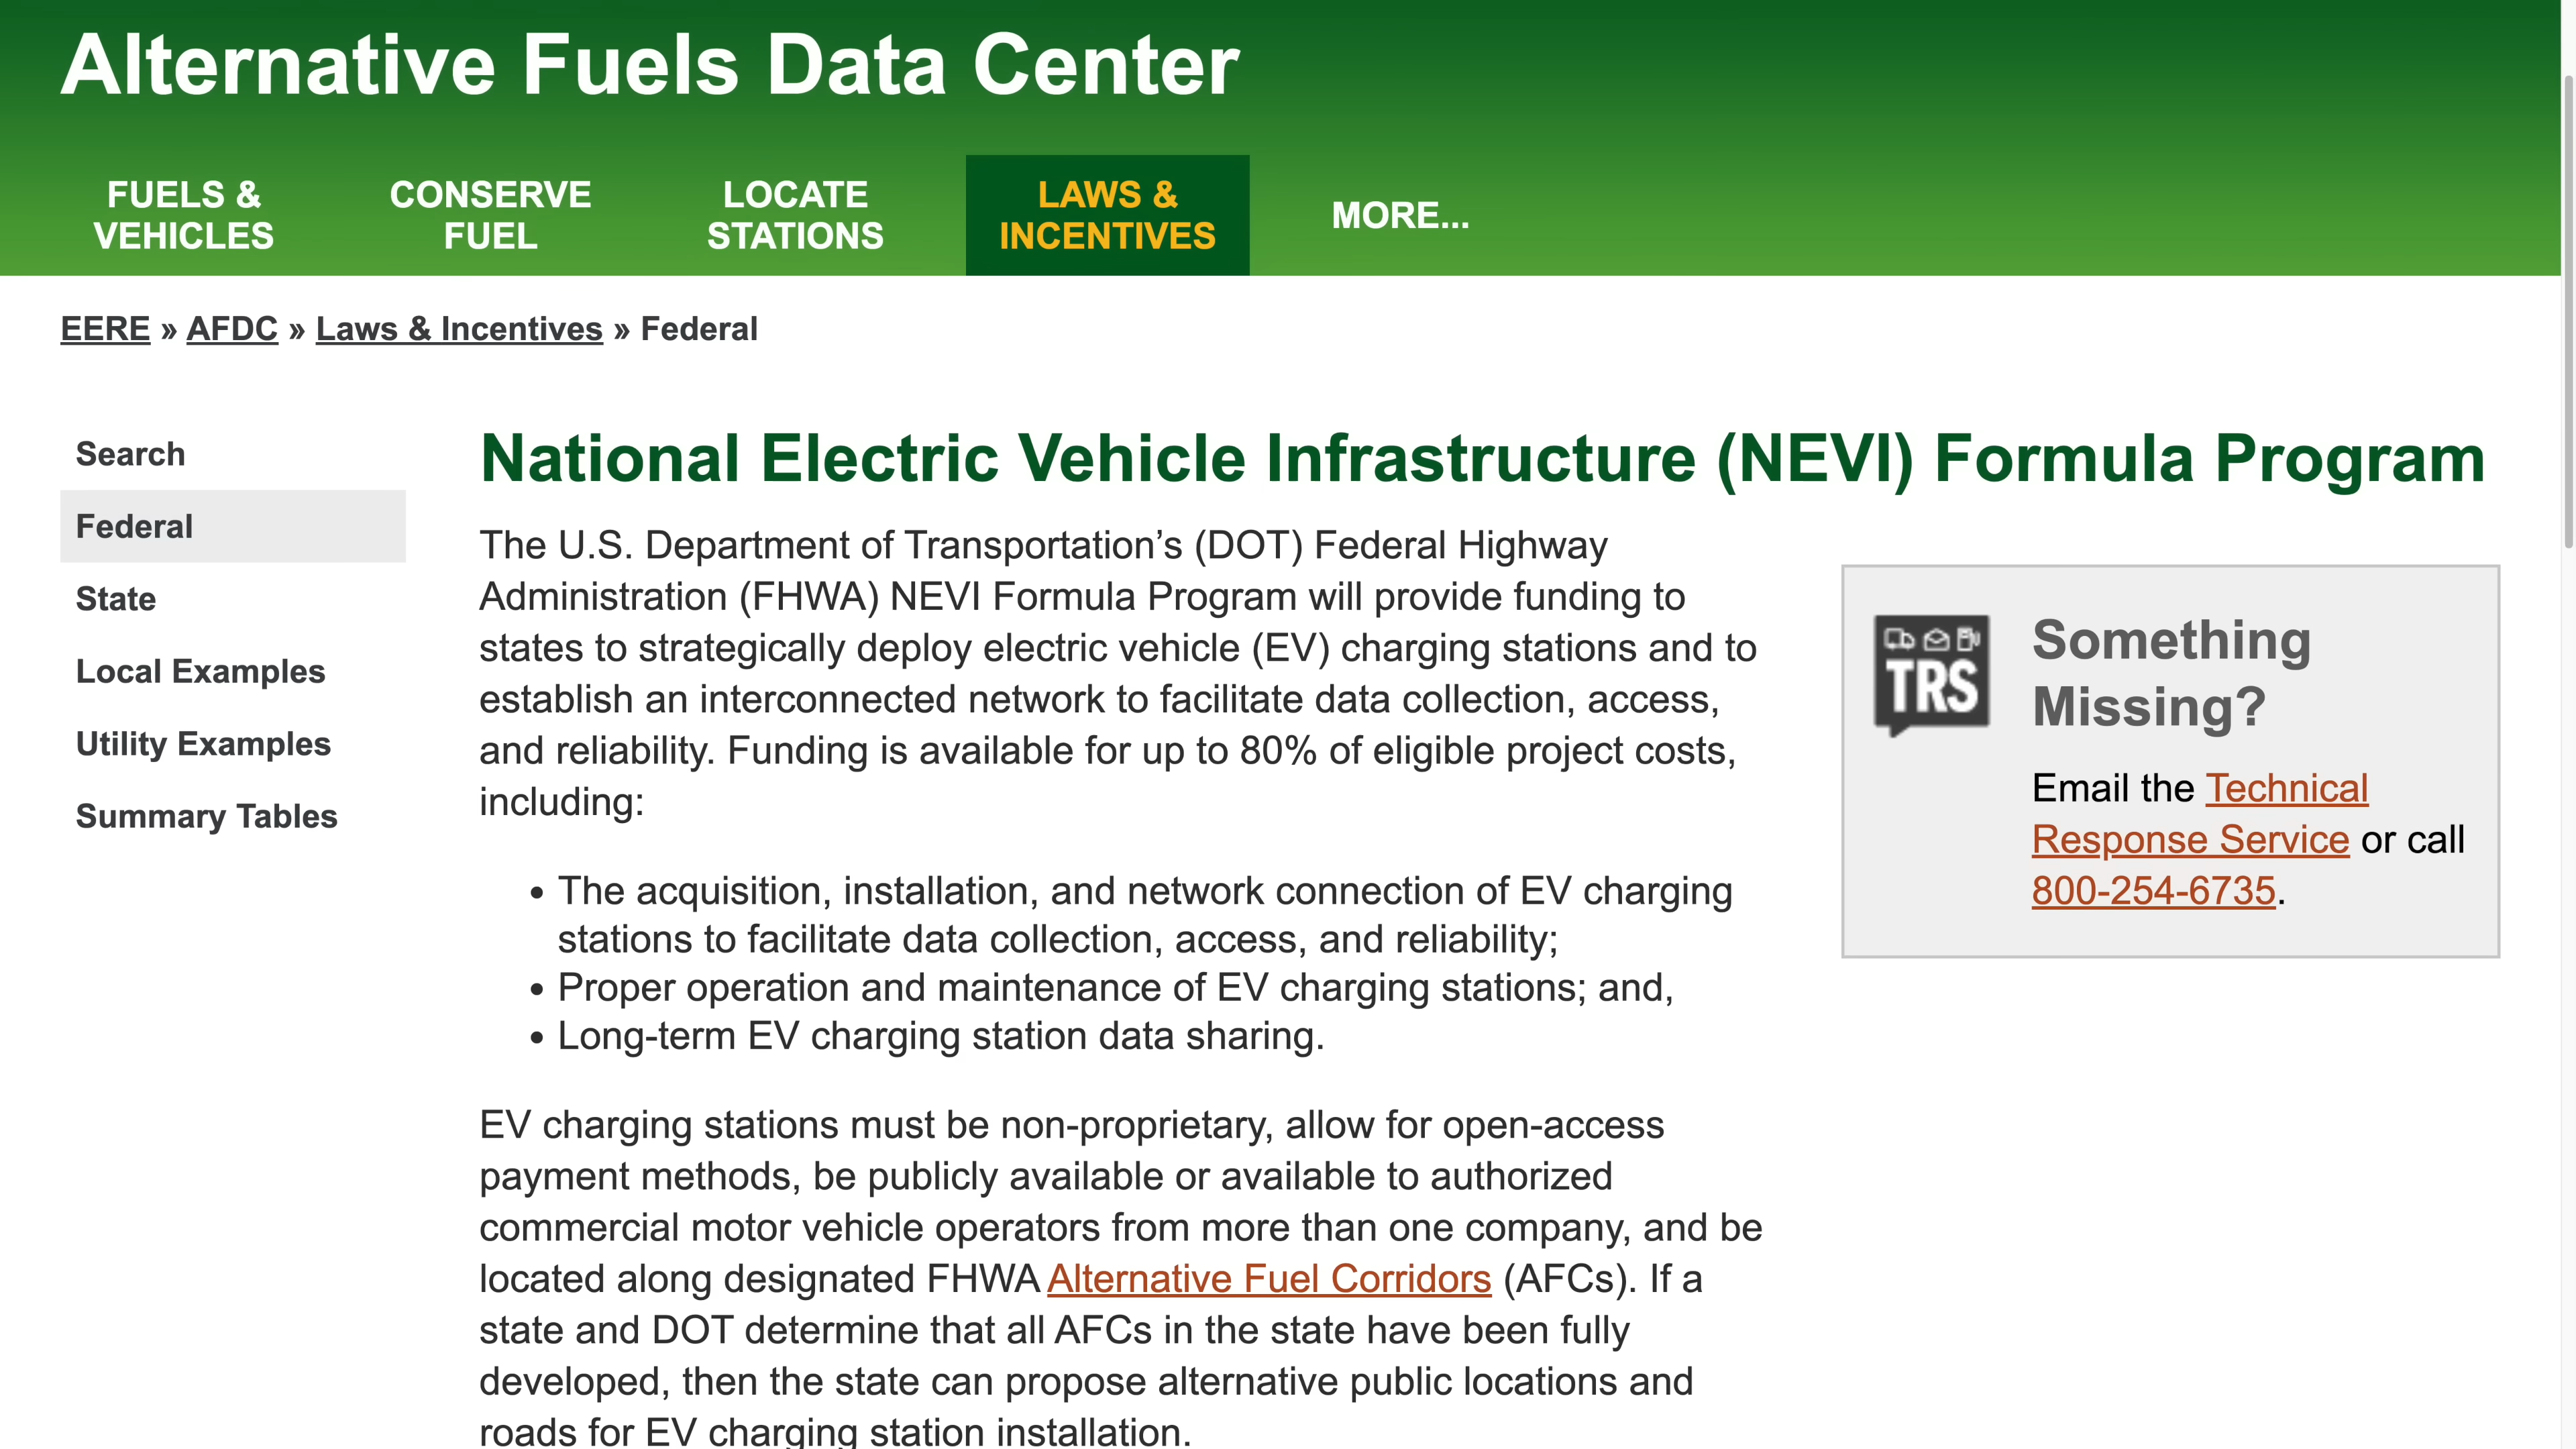 Alternative Fuels Data Center
FUELS &
VEHICLES
CONSERVE
FUEL
LOCATE
STATIONS
LAWS &
INCENTIVES
MORE...
EERE » AFDC » Laws & Incentives » Federal
Search
Federal
State
Local Examples
Utility Examples
Summary Tables
National Electric Vehicle Infrastructure (NEVI) Formula Program
The U.S. Department of Transportation’s (DOT) Federal Highway
Administration (FHWA) NEVI Formula Program will provide funding to
states to strategically deploy electric vehicle (EV) charging stations and to
establish an interconnected network to facilitate data collection, access,
and reliability. Funding is available for up to 80% of eligible project costs,
including:
• The acquisition, installation, and network connection of EV charging
stations to facilitate data collection, access, and reliability;
• Proper operation and maintenance of EV charging stations; and,
• Long-term EV charging station data sharing.
EV charging stations must be non-proprietary, allow for open-access
payment methods, be publicly available or available to authorized
commercial motor vehicle operators from more than one company, and be
located along designated FHWA Alternative Fuel Corridors (AFCs). If a
state and DOT determine that all AFCs in the state have been fully
developed, then the state can propose alternative public locations and
roads for EV charging station installation.
TRS
Something
Missing?
Email the Technical
Response Service or call
800-254-6735.